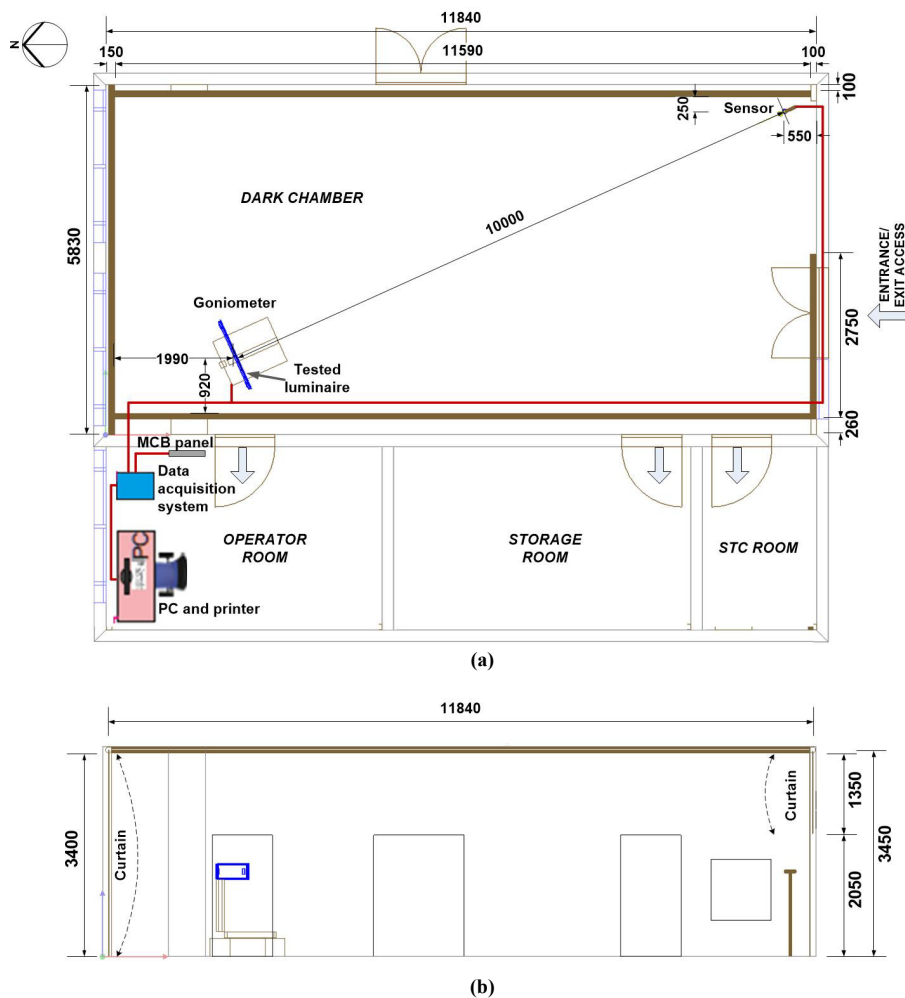 11840
N
150
11590
100
100
250
Sensor
550
DARK CHAMBER
10000
5830
ENTRANCE/
EXIT ACCESS
Goniometer
2750
1990
Tested
luminaire
920
260
MCB panel
Data
acquisition
system
OPERATOR
ROOM
STORAGE
ROOM
STC ROOM
PC
PC and printer
(a)
11840
3400
Curtain
Curtain
1350
3450
2050
(b)